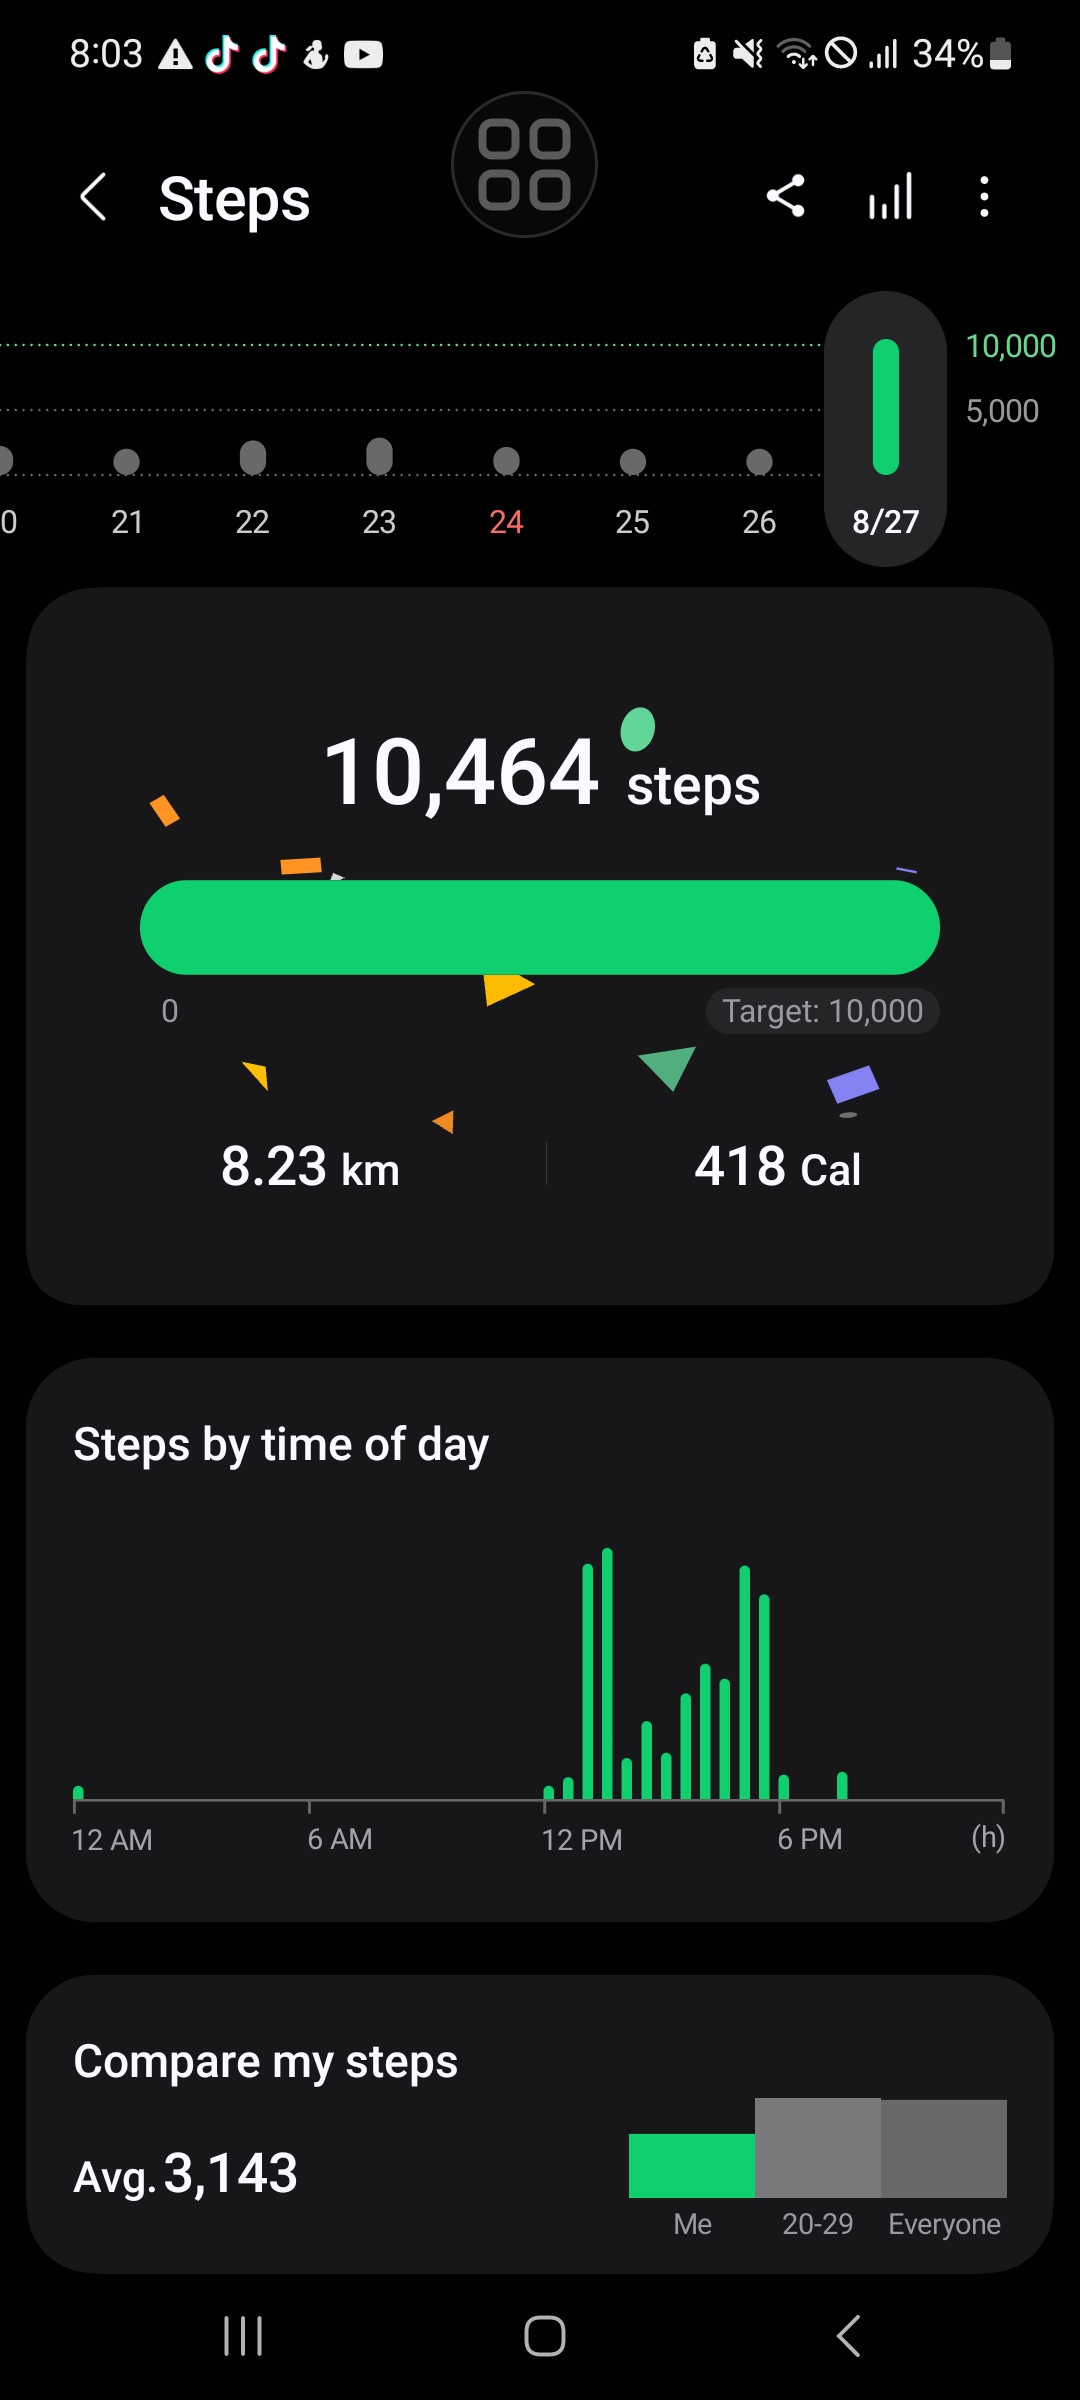 8:03 34%
Steps
10,000
5,000
0 21 22 23 24 25 26 8/27
10,464 steps
0 Target: 10,000
8.23 km 418 Cal
Steps by time of day
12 AM 6 AM 12 PM 6 PM (h)
Compare my steps
Avg. 3,143
Me 20-29 Everyone